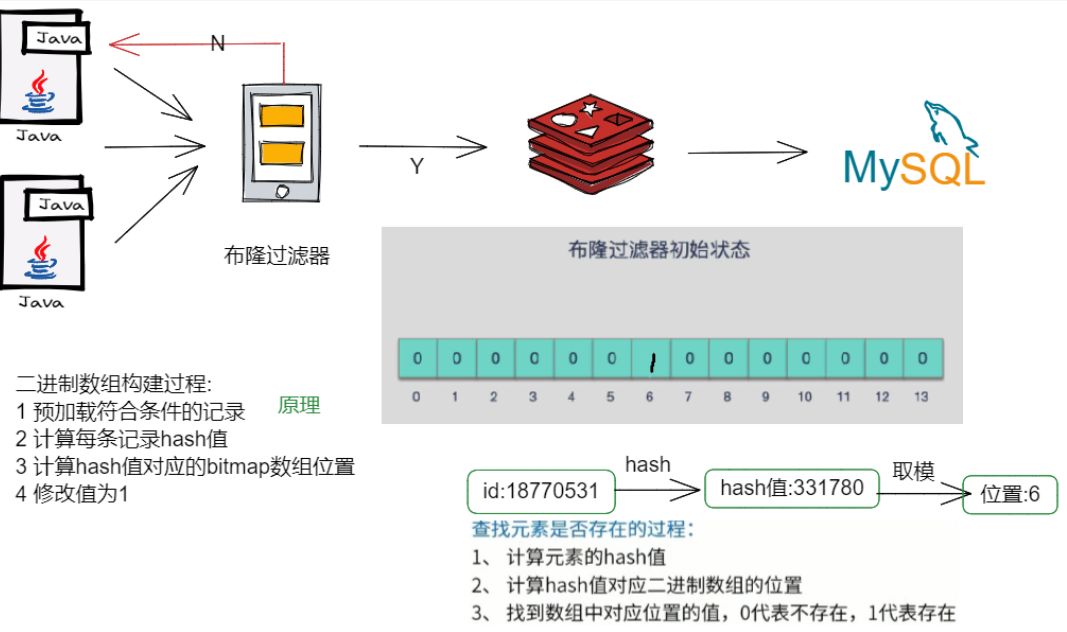 Java
N
Java
Java
Java
Y
MySQL
布隆过滤器
布隆过滤器初始状态
0 0 0 0 0 0 1 0 0 0 0 0 0 0
0 1 2 3 4 5 6 7 8 9 10 11 12 13
二进制数组构建过程:
1 预加载符合条件的记录
原理
2 计算每条记录hash值
3 计算hash值对应的bitmap数组位置
4 修改值为1
id:18770531
hash
hash值:331780
取模
位置:6
查找元素是否存在的过程：
1、 计算元素的hash值
2、 计算hash值对应二进制数组的位置
3、 找到数组中对应位置的值，0代表不存在，1代表存在